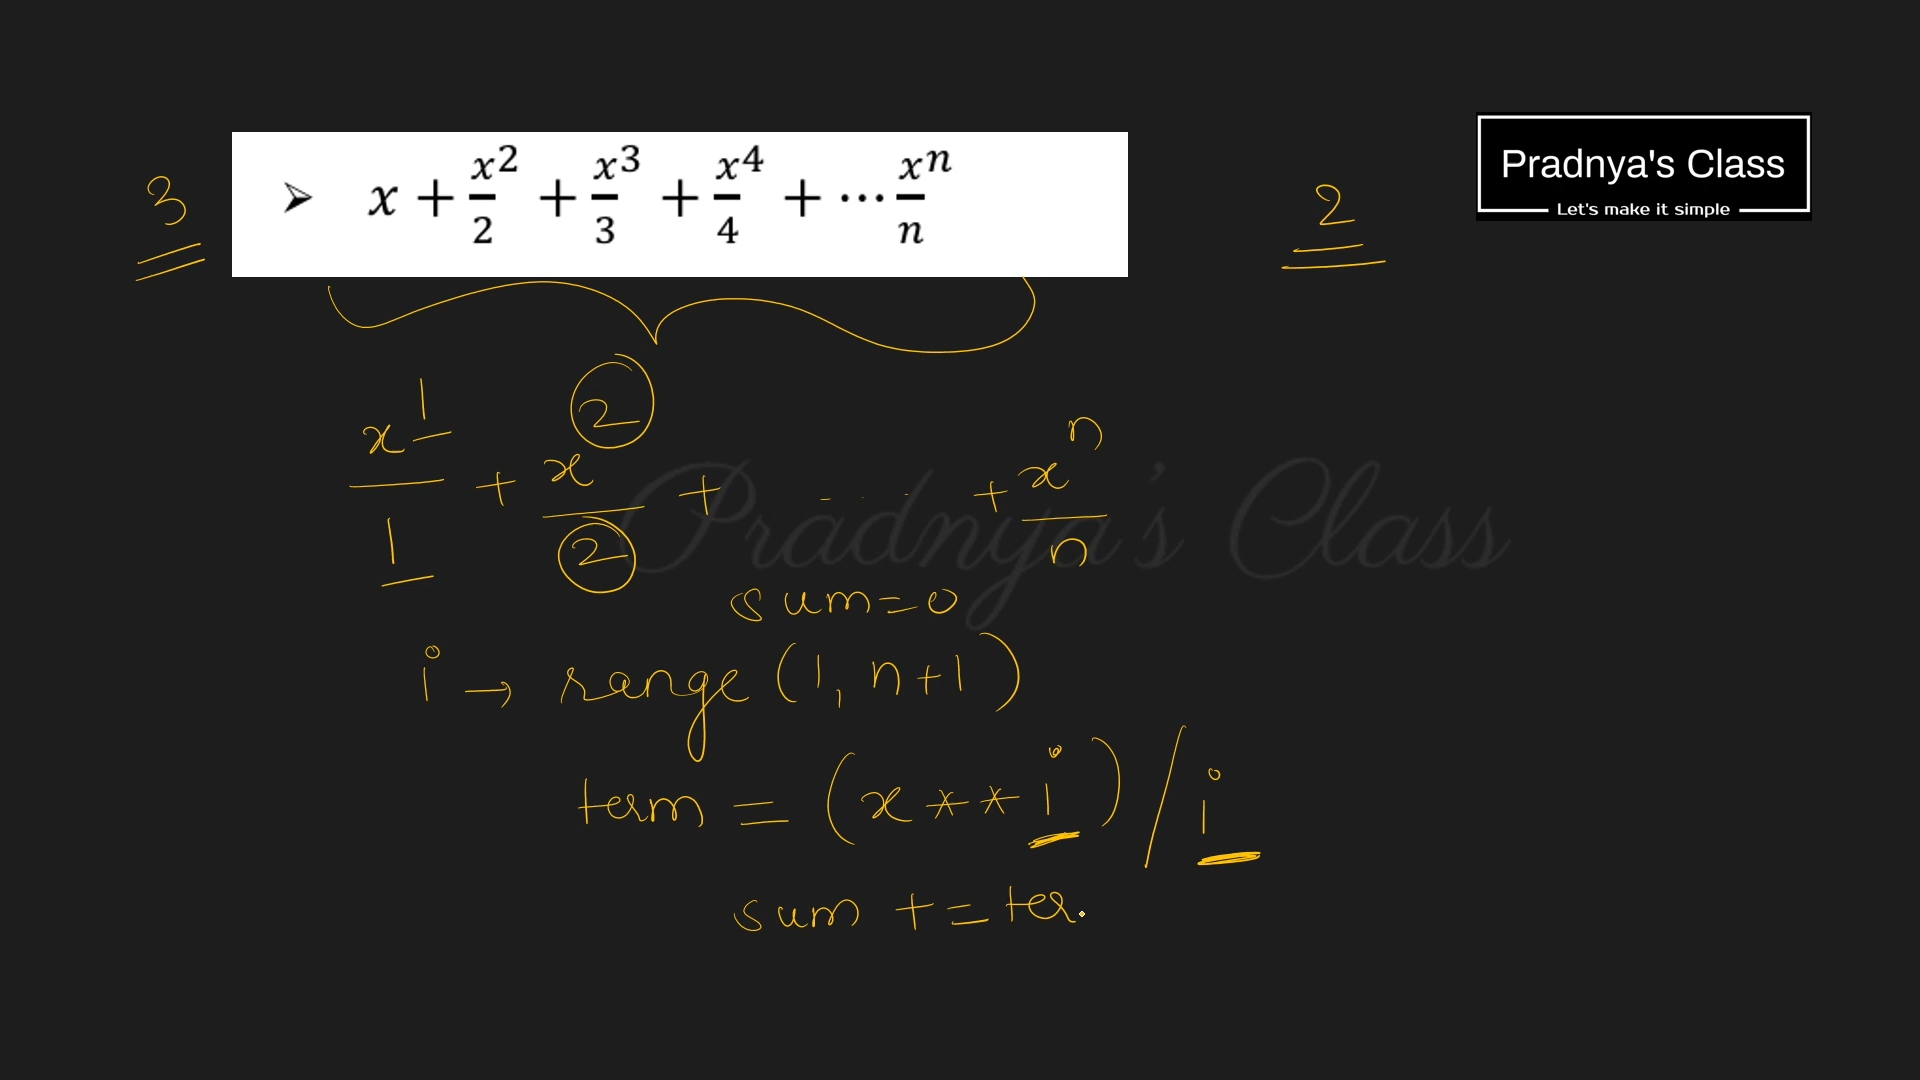 Pradnya's Class
Let's make it simple
3
➤ x + x²/2 + x³/3 + x⁴/4 + ⋯ xⁿ/n
2
x¹/1 + x²/2 + ..... + xⁿ/n
Pradnya's Class
sum=0
i → range (1, n+1)
term = (x ** i) / i
sum += ter